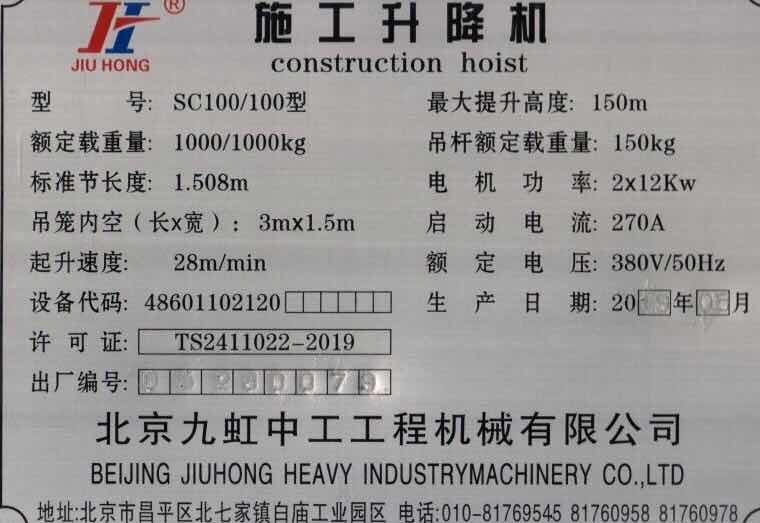 施工升降机
JIU HONG
construction hoist
型 号: SC100/100型 最大提升高度: 150m
额定载重量: 1000/1000kg 吊杆额定载重量: 150kg
标准节长度: 1.508m 电机功率: 2x12Kw
吊笼内空（长x宽）: 3mx1.5m 启动电流: 270A
起升速度: 28m/min 额定电压: 380V/50Hz
设备代码: 48601102120 生产日期: 20 年 月
许可证: TS2411022-2019
出厂编号:
北京九虹中工工程机械有限公司
BEIJING JIUHONG HEAVY INDUSTRYMACHINERY CO.,LTD
地址:北京市昌平区北七家镇白庙工业园区 电话:010-81769545 81760958 81760978